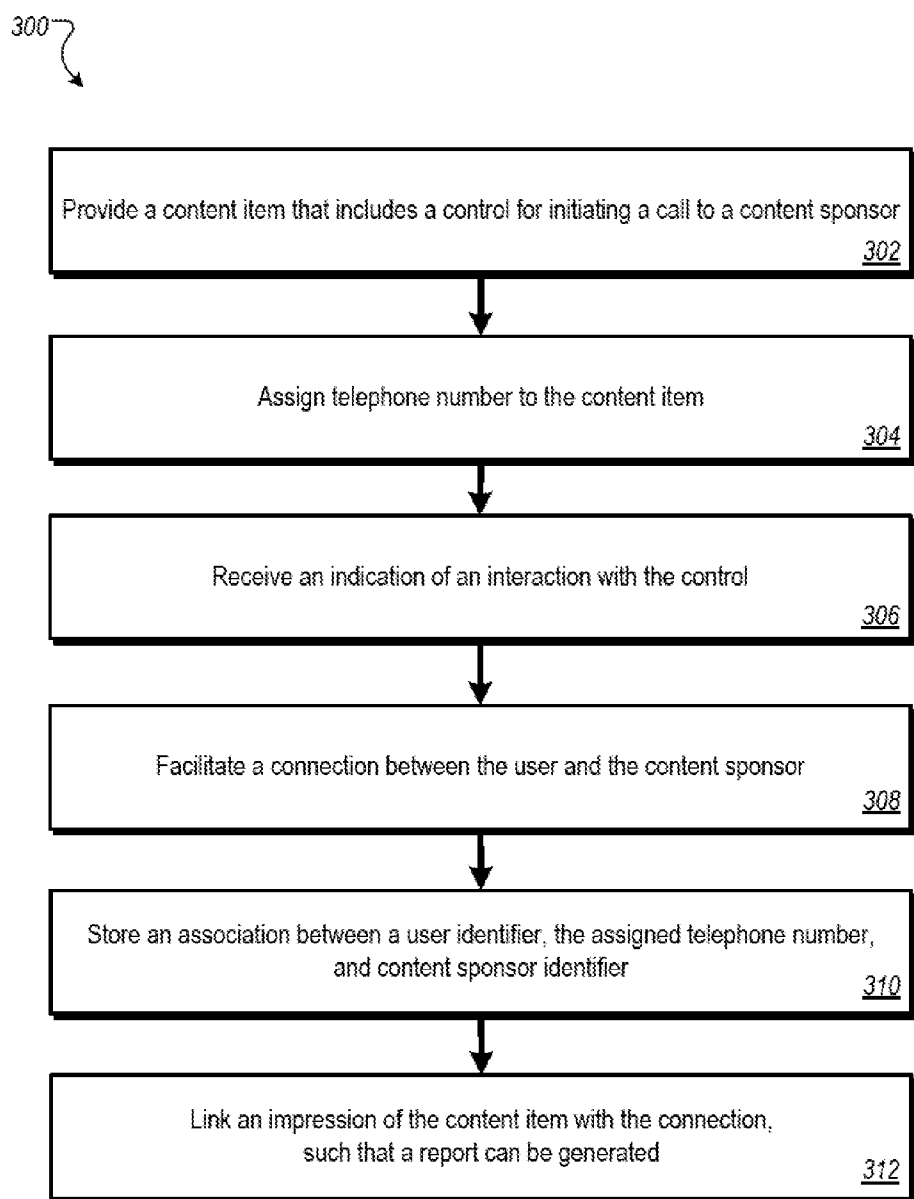 300
Provide a content item that includes a control for initiating a call to a content sponsor
302
Assign telephone number to the content item
304
Receive an indication of an interaction with the control
306
Facilitate a connection between the user and the content sponsor
308
Store an association between a user identifier, the assigned telephone number,
and content sponsor identifier
310
Link an impression of the content item with the connection,
such that a report can be generated
312